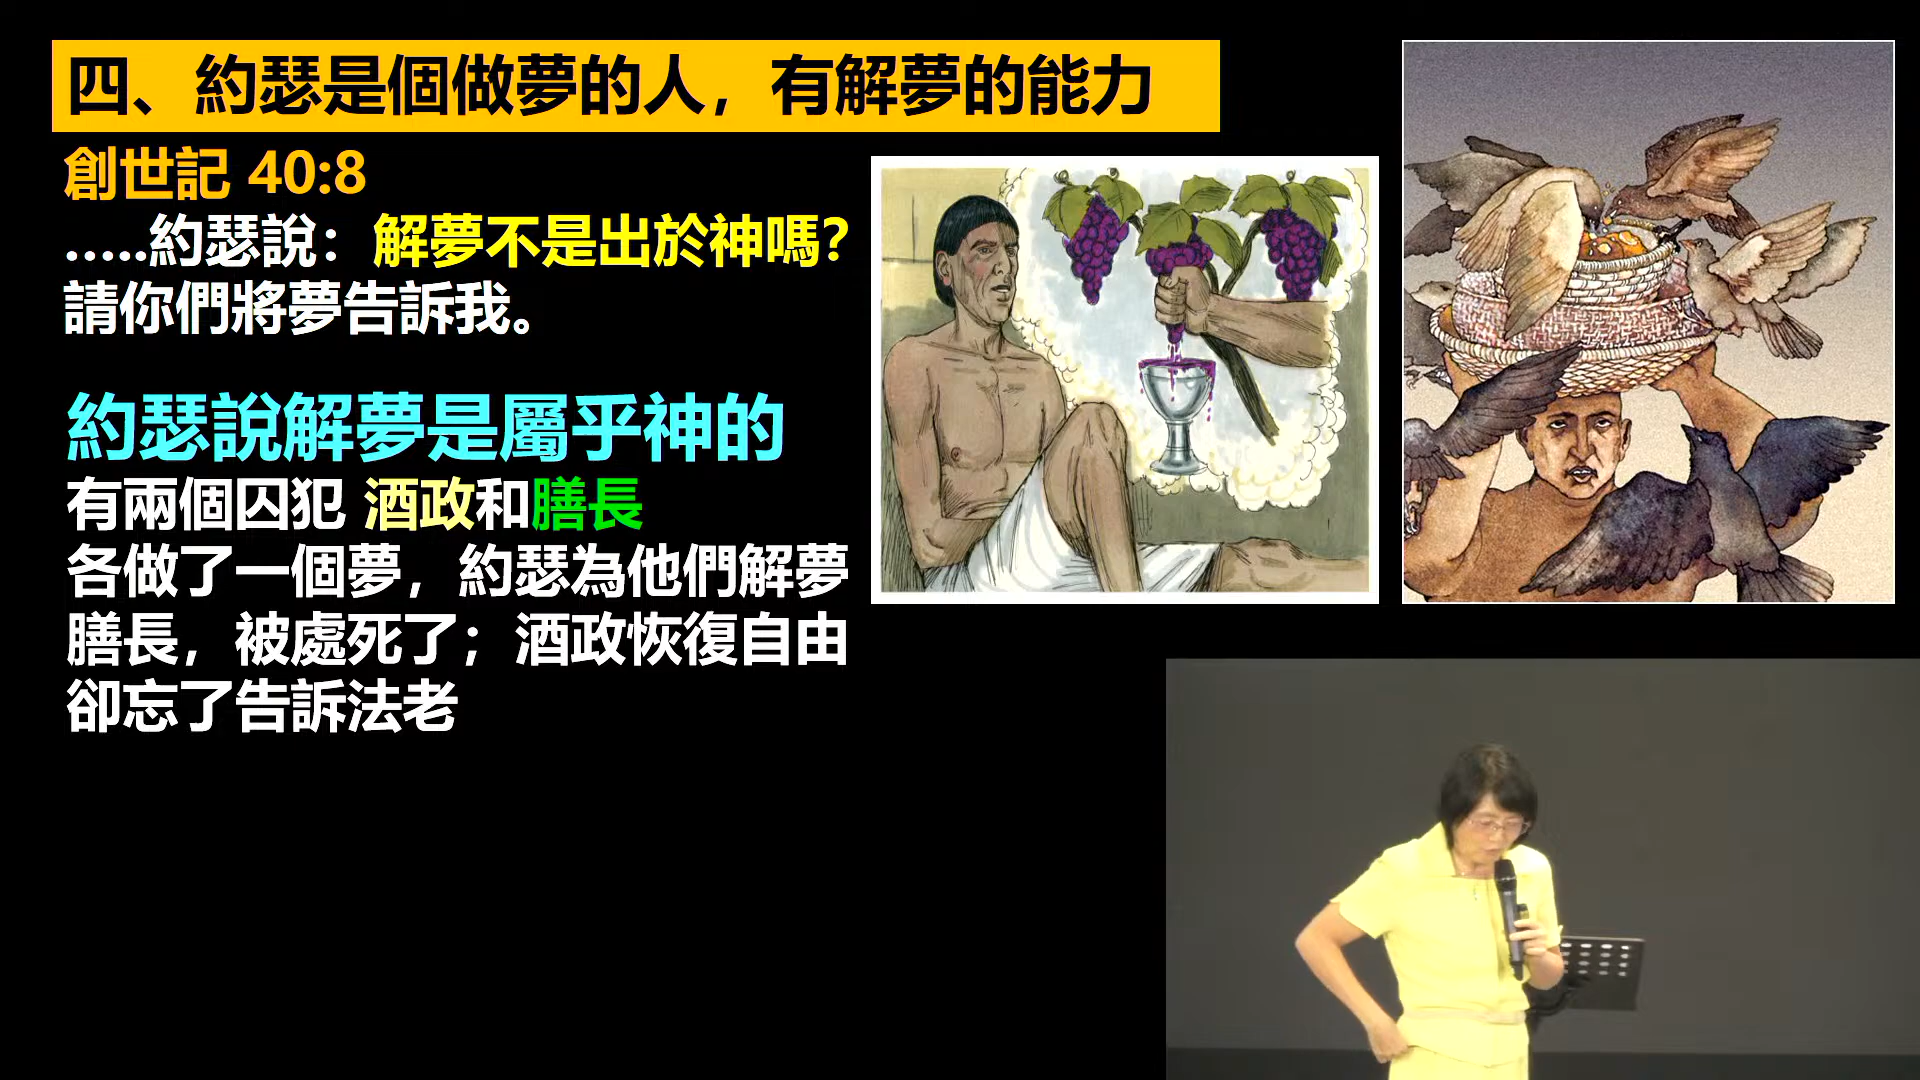 四、約瑟是個做夢的人，有解夢的能力
創世記 40:8
…..約瑟說：解夢不是出於神嗎？
請你們將夢告訴我。
約瑟說解夢是屬乎神的
有兩個囚犯 酒政和膳長
各做了一個夢，約瑟為他們解夢
膳長，被處死了；酒政恢復自由
卻忘了告訴法老